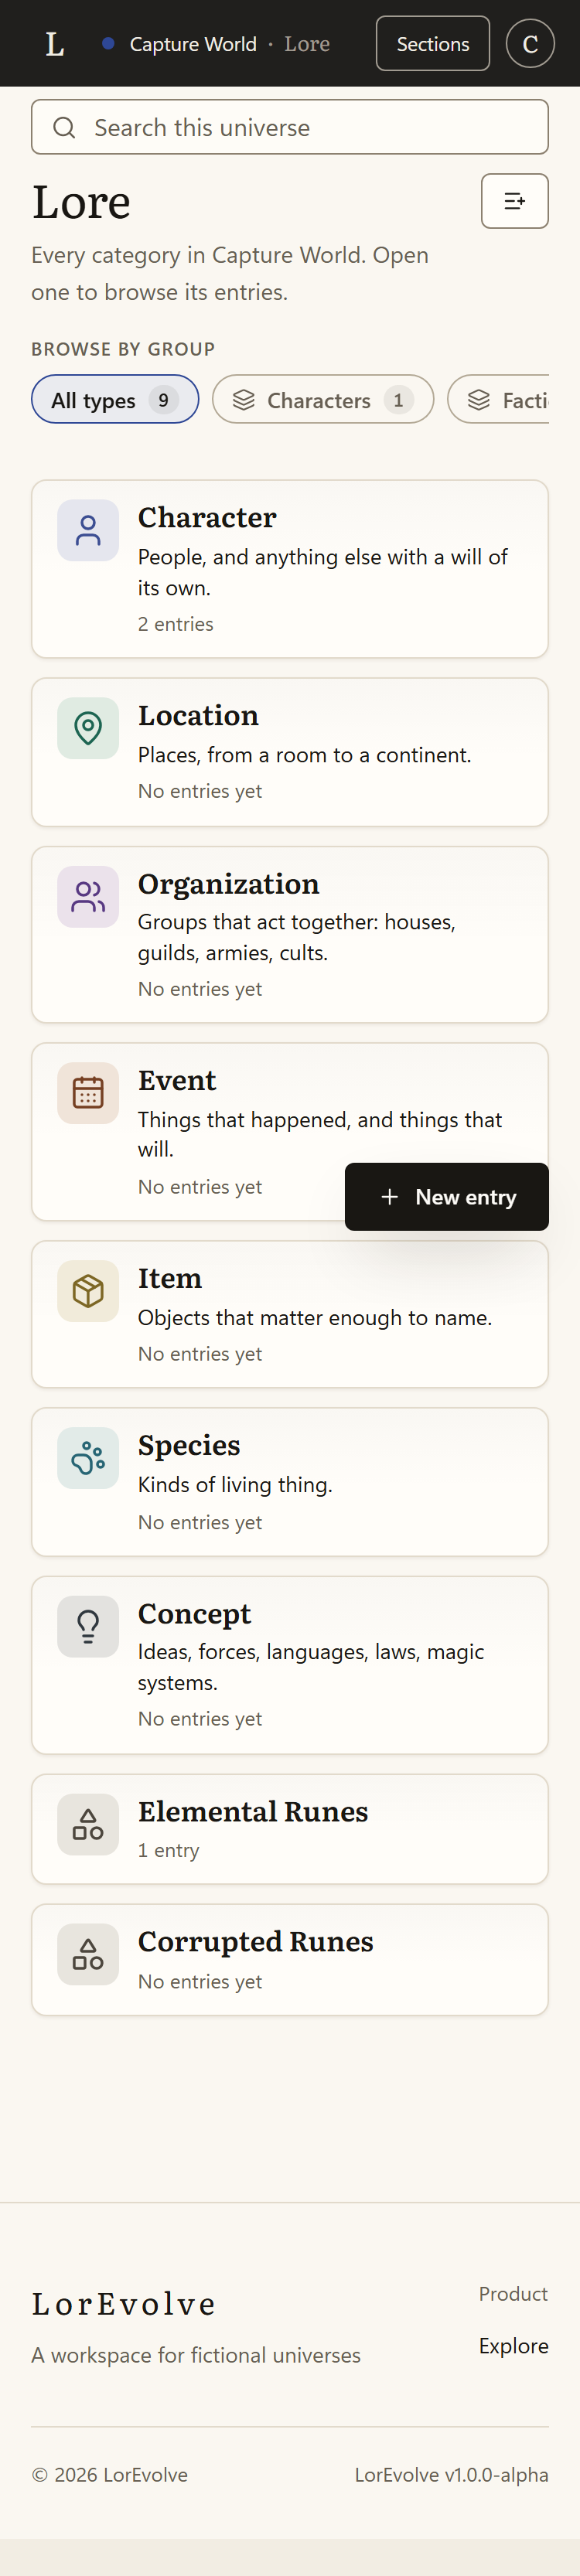 L
Capture World · Lore
Sections
C
Search this universe
Lore
Every category in Capture World. Open
one to browse its entries.
BROWSE BY GROUP
All types 9
Characters 1
Facti
Character
People, and anything else with a will of
its own.
2 entries
Location
Places, from a room to a continent.
No entries yet
Organization
Groups that act together: houses,
guilds, armies, cults.
No entries yet
Event
Things that happened, and things that
will.
No entries yet
New entry
Item
Objects that matter enough to name.
No entries yet
Species
Kinds of living thing.
No entries yet
Concept
Ideas, forces, languages, laws, magic
systems.
No entries yet
Elemental Runes
1 entry
Corrupted Runes
No entries yet
LorEvolve
A workspace for fictional universes
Product
Explore
© 2026 LorEvolve
LorEvolve v1.0.0-alpha